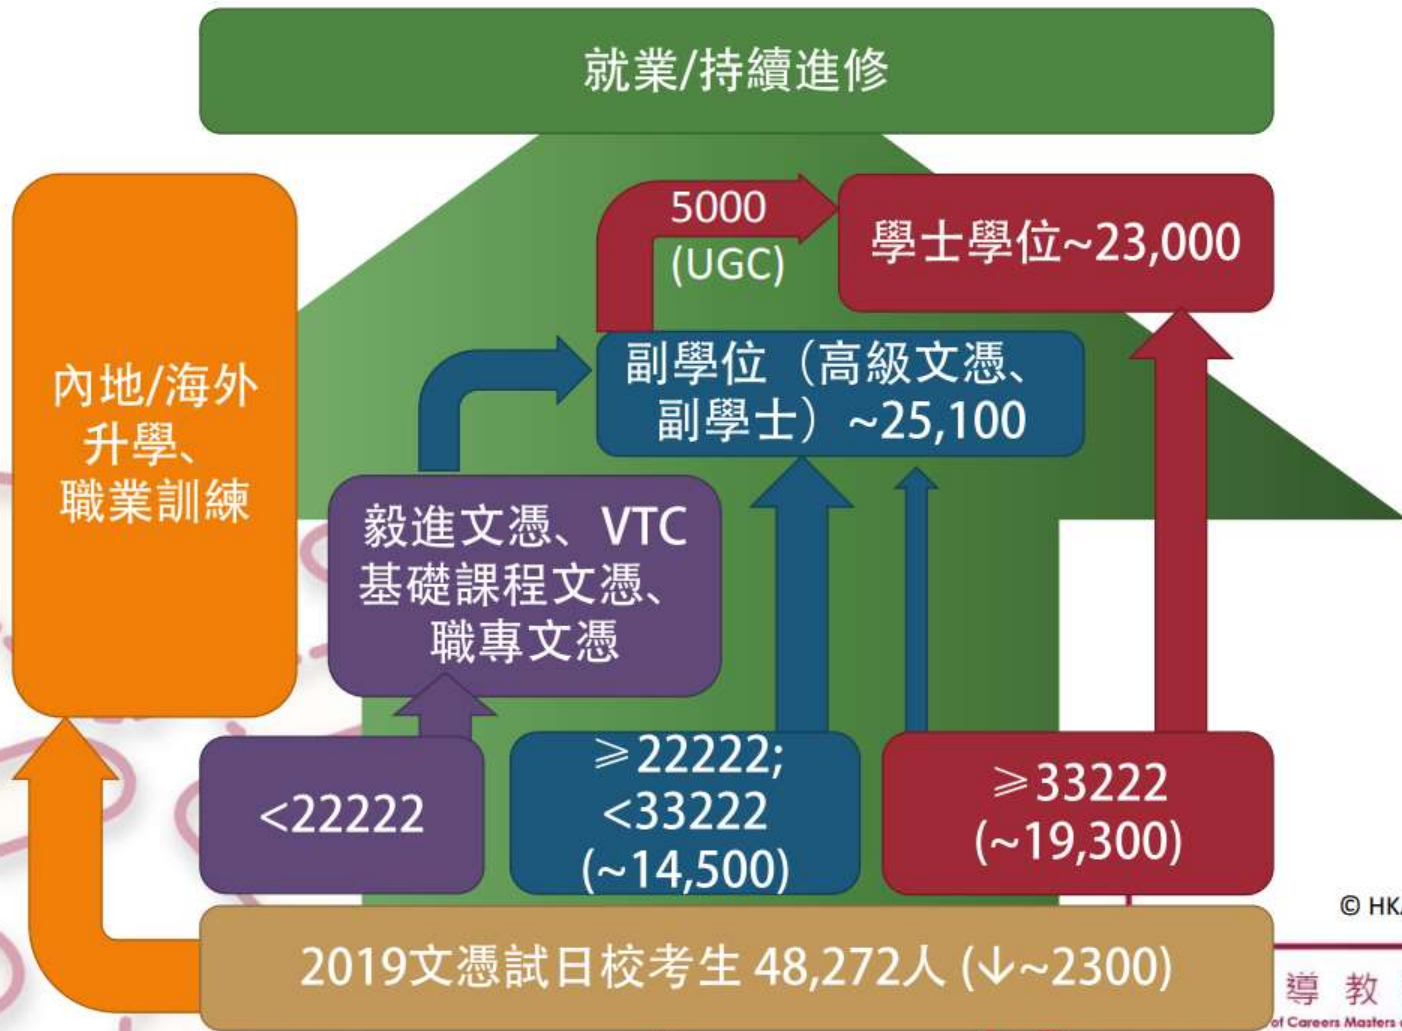 就業/持續進修
5000
(UGC)
學士學位~23,000
內地/海外
升學、
職業訓練
副學位（高級文憑、
副學士）~25,100
毅進文憑、VTC
基礎課程文憑、
職專文憑
<22222
≥22222;
<33222
(~14,500)
≥33222
(~19,300)
2019文憑試日校考生 48,272人 (↓~2300)
© HKA
導 教
of Careers Masters